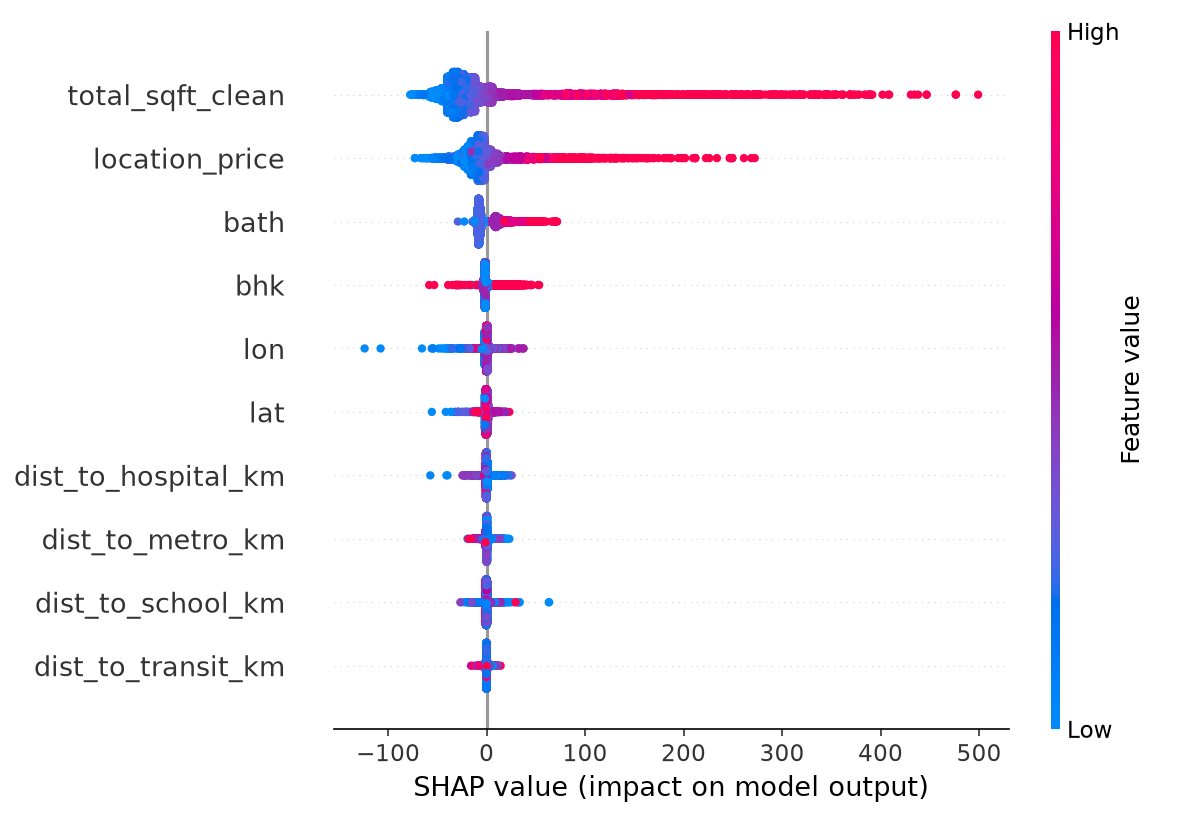 High
total_sqft_clean
location_price
bath
bhk
lon
lat
dist_to_hospital_km
dist_to_metro_km
dist_to_school_km
dist_to_transit_km
Feature value
Low
−100 0 100 200 300 400 500
SHAP value (impact on model output)